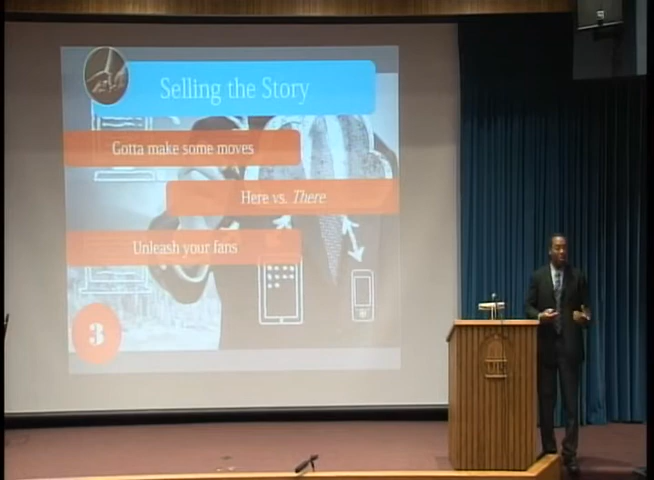 Selling the Story
Gotta make some moves
Here vs. There
Unleash your fans
3